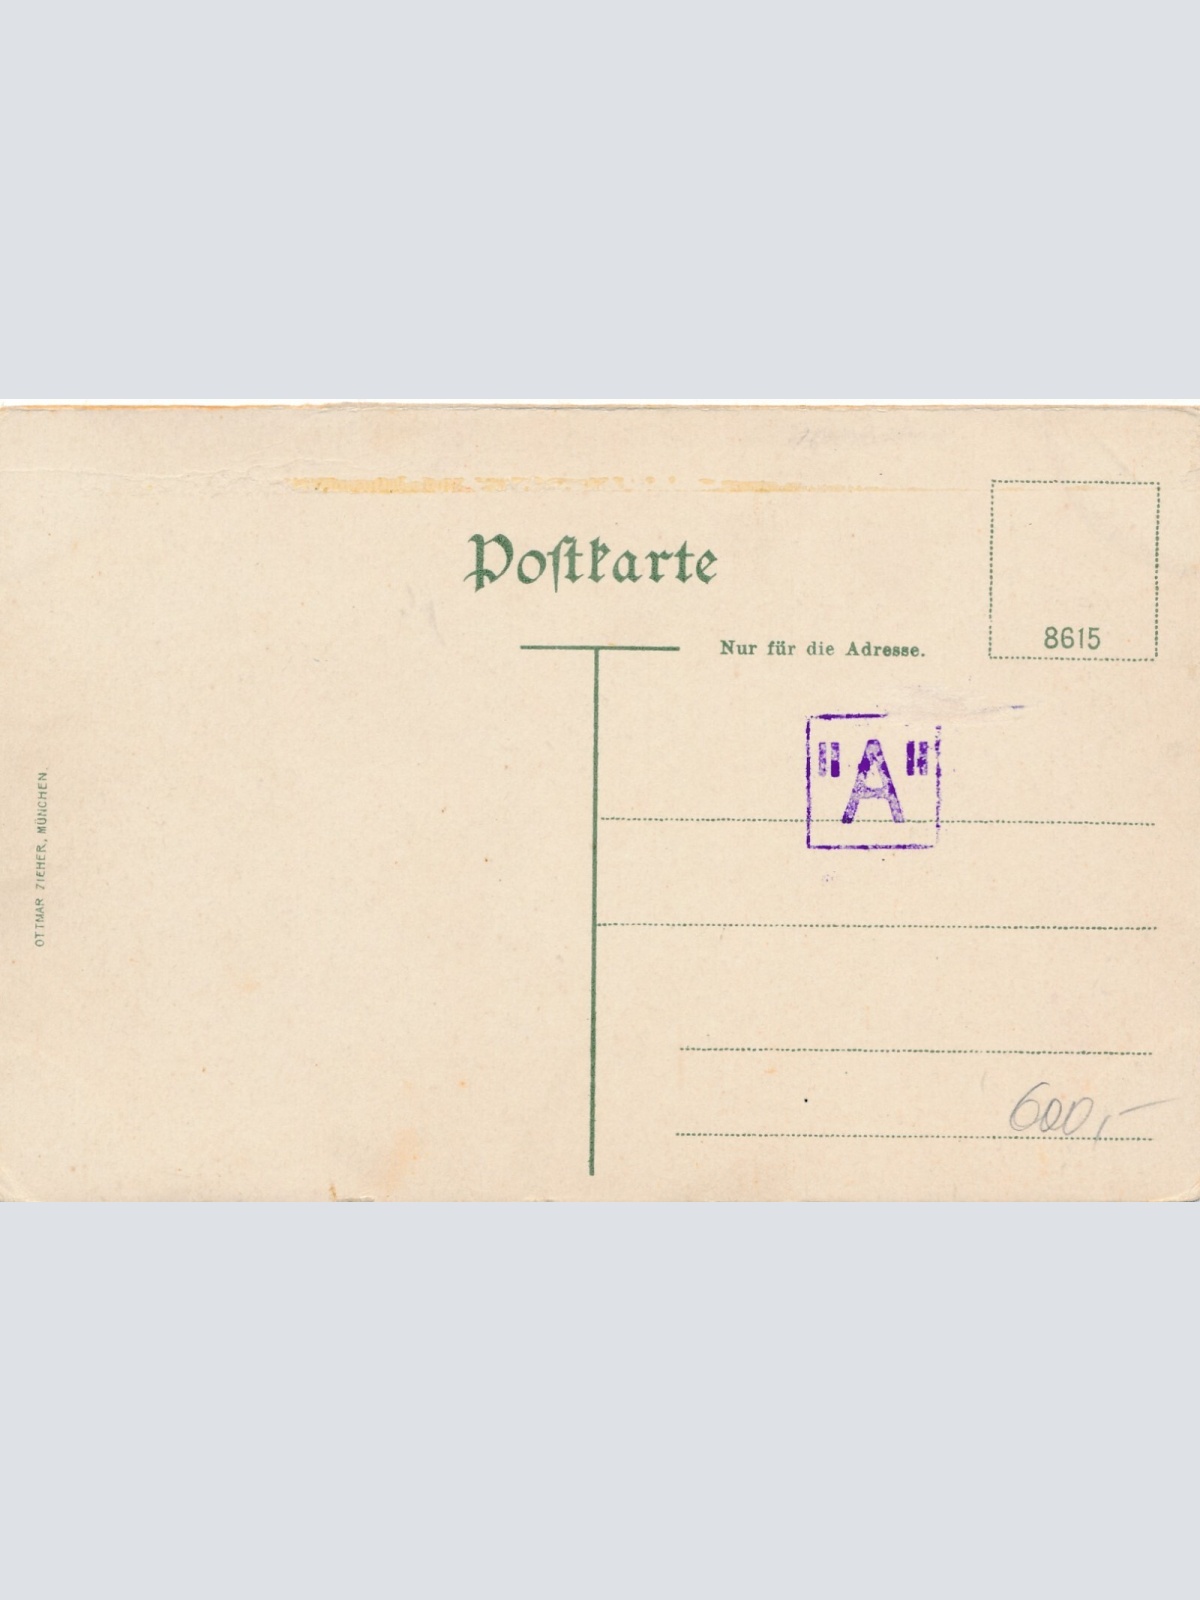 Poſtkarte
8615
Nur für die Adresse.
"A"
OTTMAR ZIEHER, MÜNCHEN.
600,-